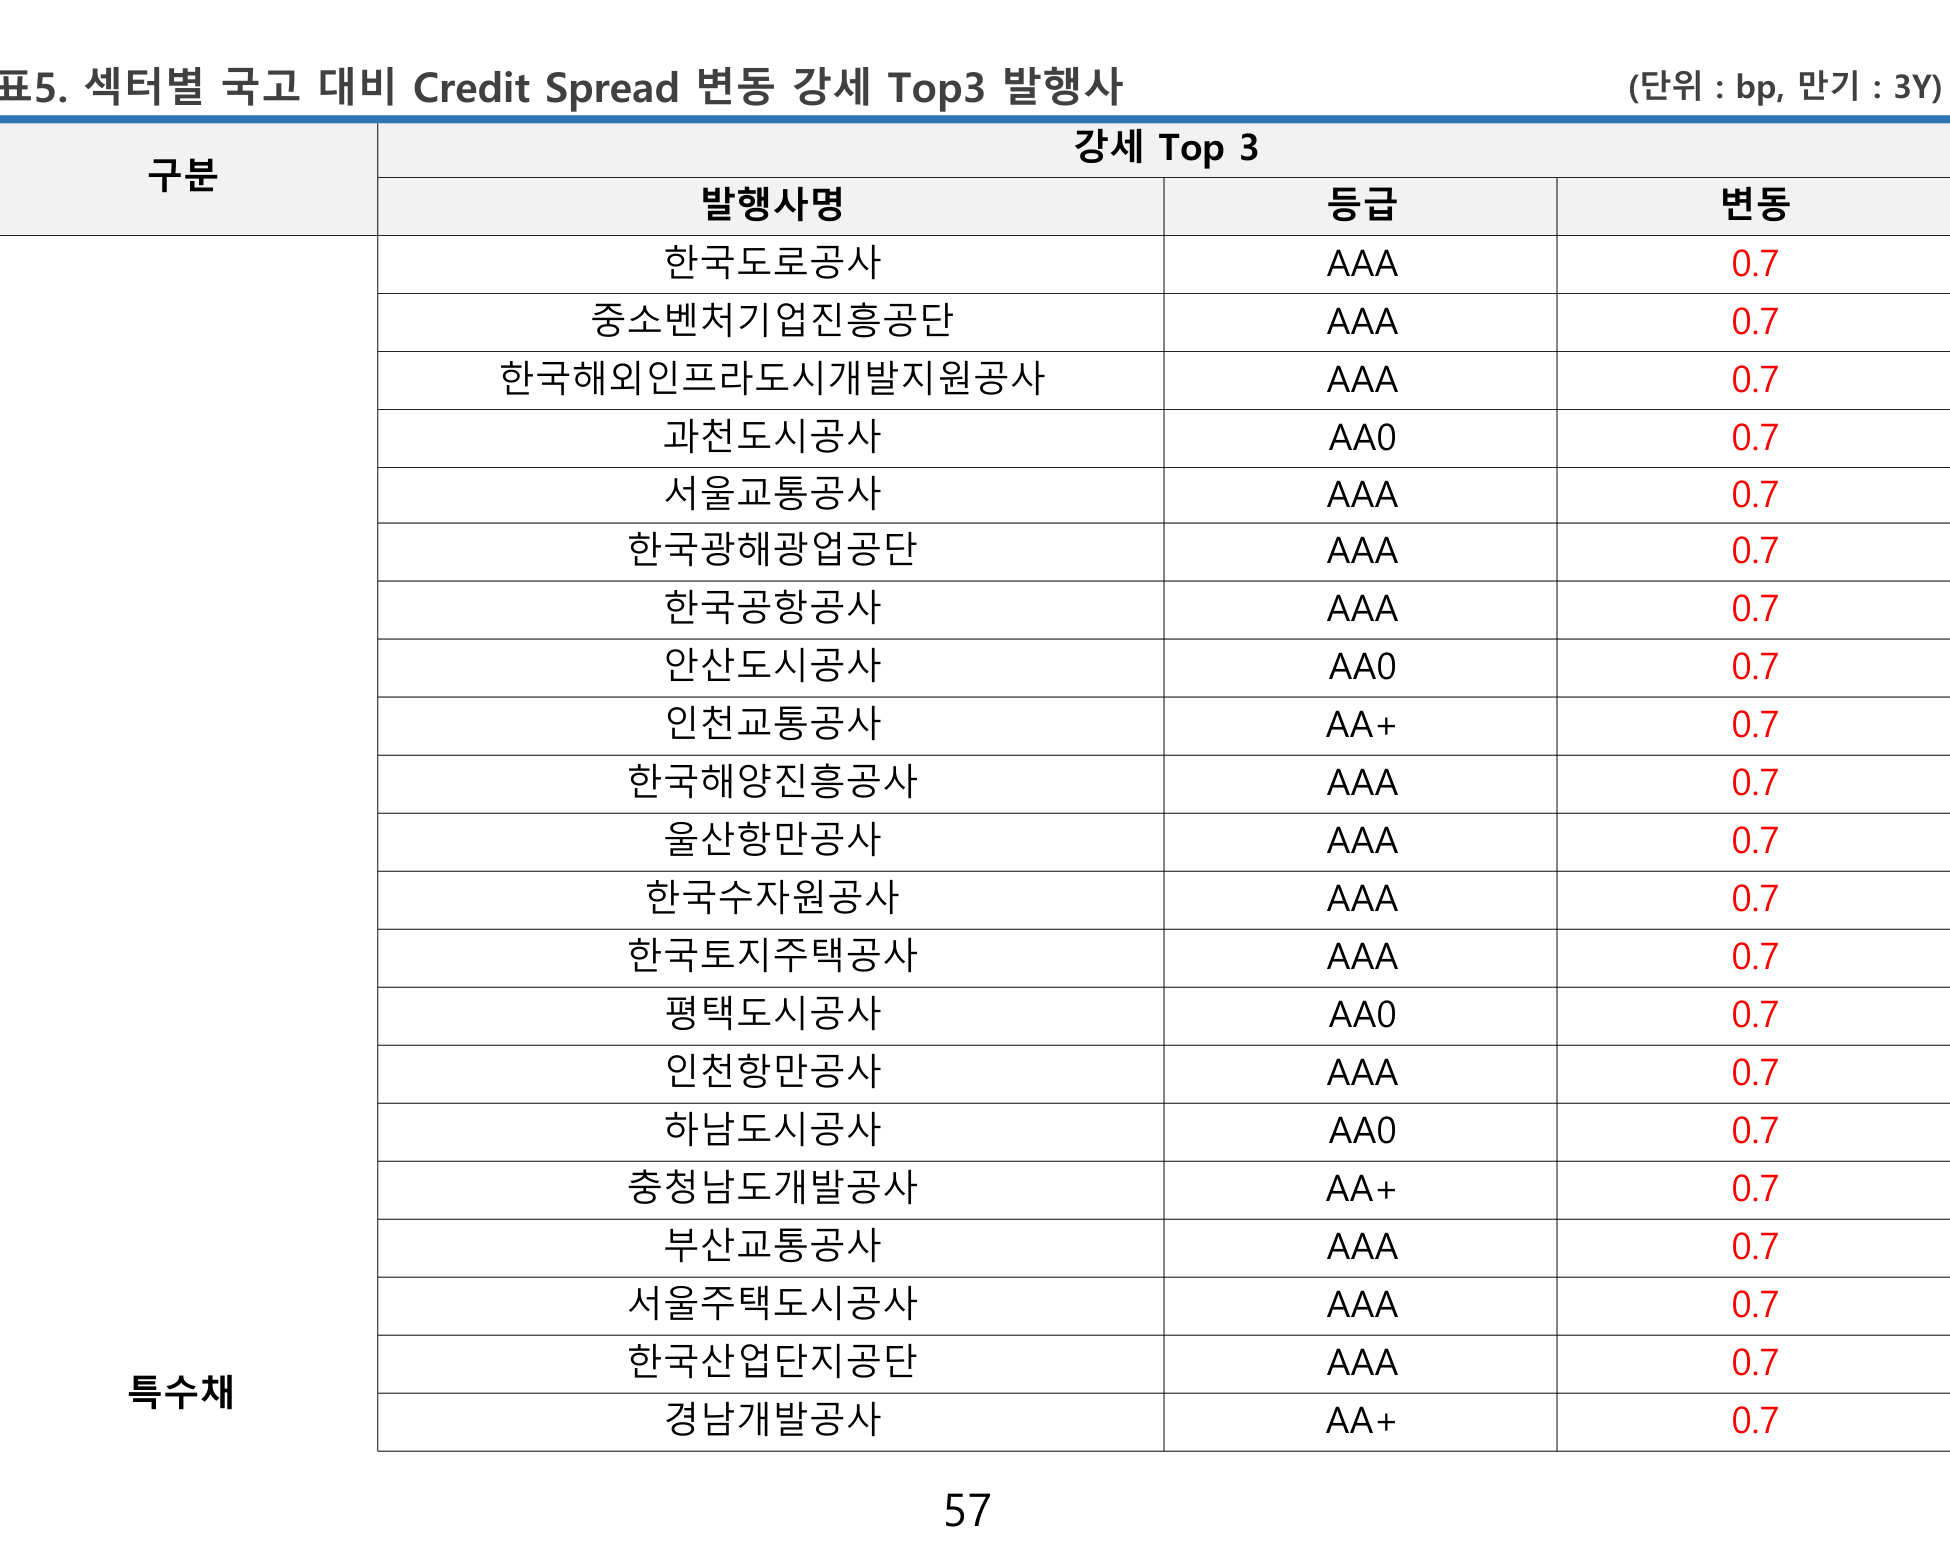 표5. 섹터별 국고 대비 Credit Spread 변동 강세 Top3 발행사 (단위 : bp, 만기 : 3Y)
구분 강세 Top 3
발행사명 등급 변동
한국도로공사 AAA 0.7
중소벤처기업진흥공단 AAA 0.7
한국해외인프라도시개발지원공사 AAA 0.7
과천도시공사 AA0 0.7
서울교통공사 AAA 0.7
한국광해광업공단 AAA 0.7
한국공항공사 AAA 0.7
안산도시공사 AA0 0.7
인천교통공사 AA+ 0.7
한국해양진흥공사 AAA 0.7
울산항만공사 AAA 0.7
한국수자원공사 AAA 0.7
한국토지주택공사 AAA 0.7
평택도시공사 AA0 0.7
인천항만공사 AAA 0.7
하남도시공사 AA0 0.7
충청남도개발공사 AA+ 0.7
부산교통공사 AAA 0.7
서울주택도시공사 AAA 0.7
한국산업단지공단 AAA 0.7
특수채
경남개발공사 AA+ 0.7
57